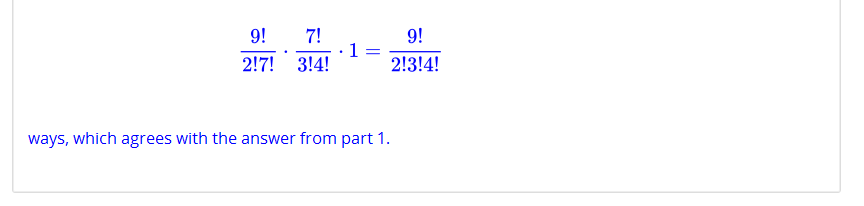 9!/2!7! · 7!/3!4! · 1 = 9!/2!3!4!
ways, which agrees with the answer from part 1.